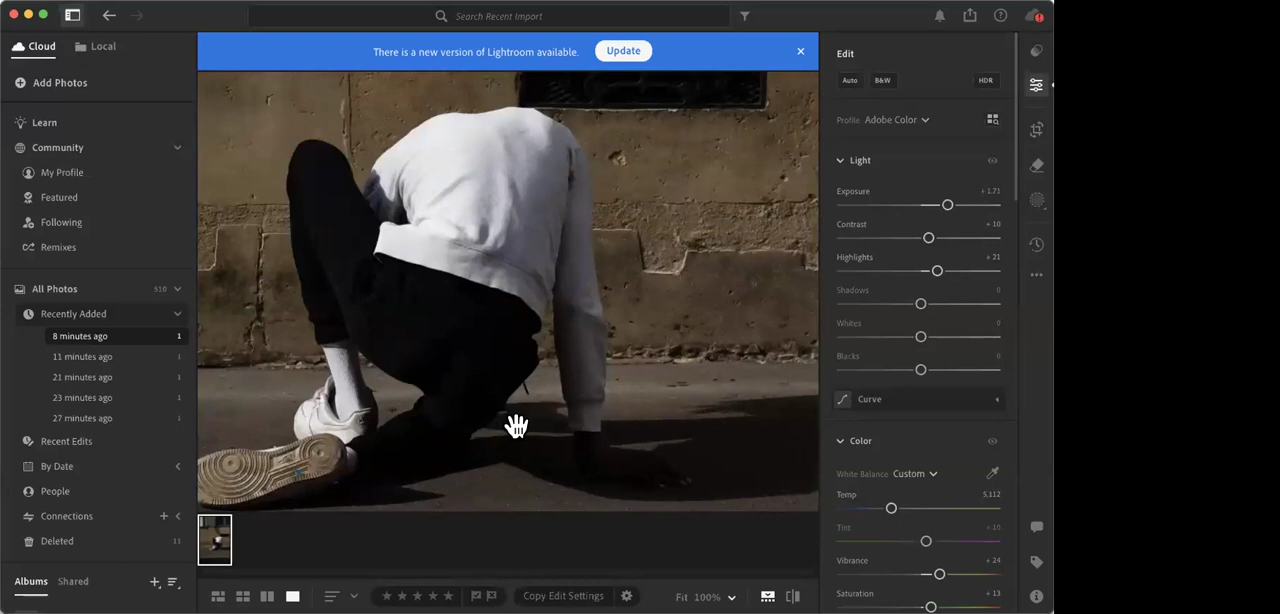 Search Recent Import
Cloud
Local
Add Photos
Learn
Community
My Profile
Featured
Following
Remixes
All Photos 510
Recently Added
8 minutes ago 1
11 minutes ago 1
21 minutes ago 1
23 minutes ago 1
27 minutes ago 1
Recent Edits
By Date
People
Connections
Deleted 11
Albums Shared
There is a new version of Lightroom available. Update
Copy Edit Settings
Fit 100%
Edit
Auto B&W HDR
Profile Adobe Color
Light
Exposure + 1.71
Contrast + 10
Highlights + 21
Shadows 0
Whites 0
Blacks 0
Curve
Color
White Balance Custom
Temp 5,112
Tint + 10
Vibrance + 24
Saturation + 13